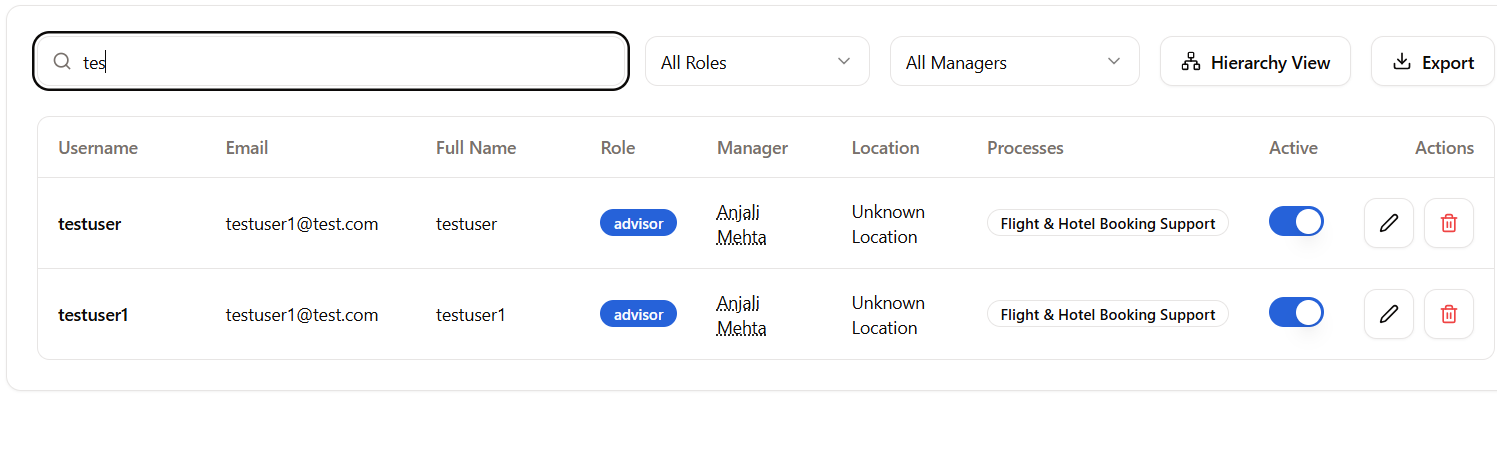 tes
All Roles
All Managers
Hierarchy View
Export
Username Email Full Name Role Manager Location Processes Active Actions
testuser testuser1@test.com testuser advisor Anjali Mehta Unknown Location Flight & Hotel Booking Support
testuser1 testuser1@test.com testuser1 advisor Anjali Mehta Unknown Location Flight & Hotel Booking Support